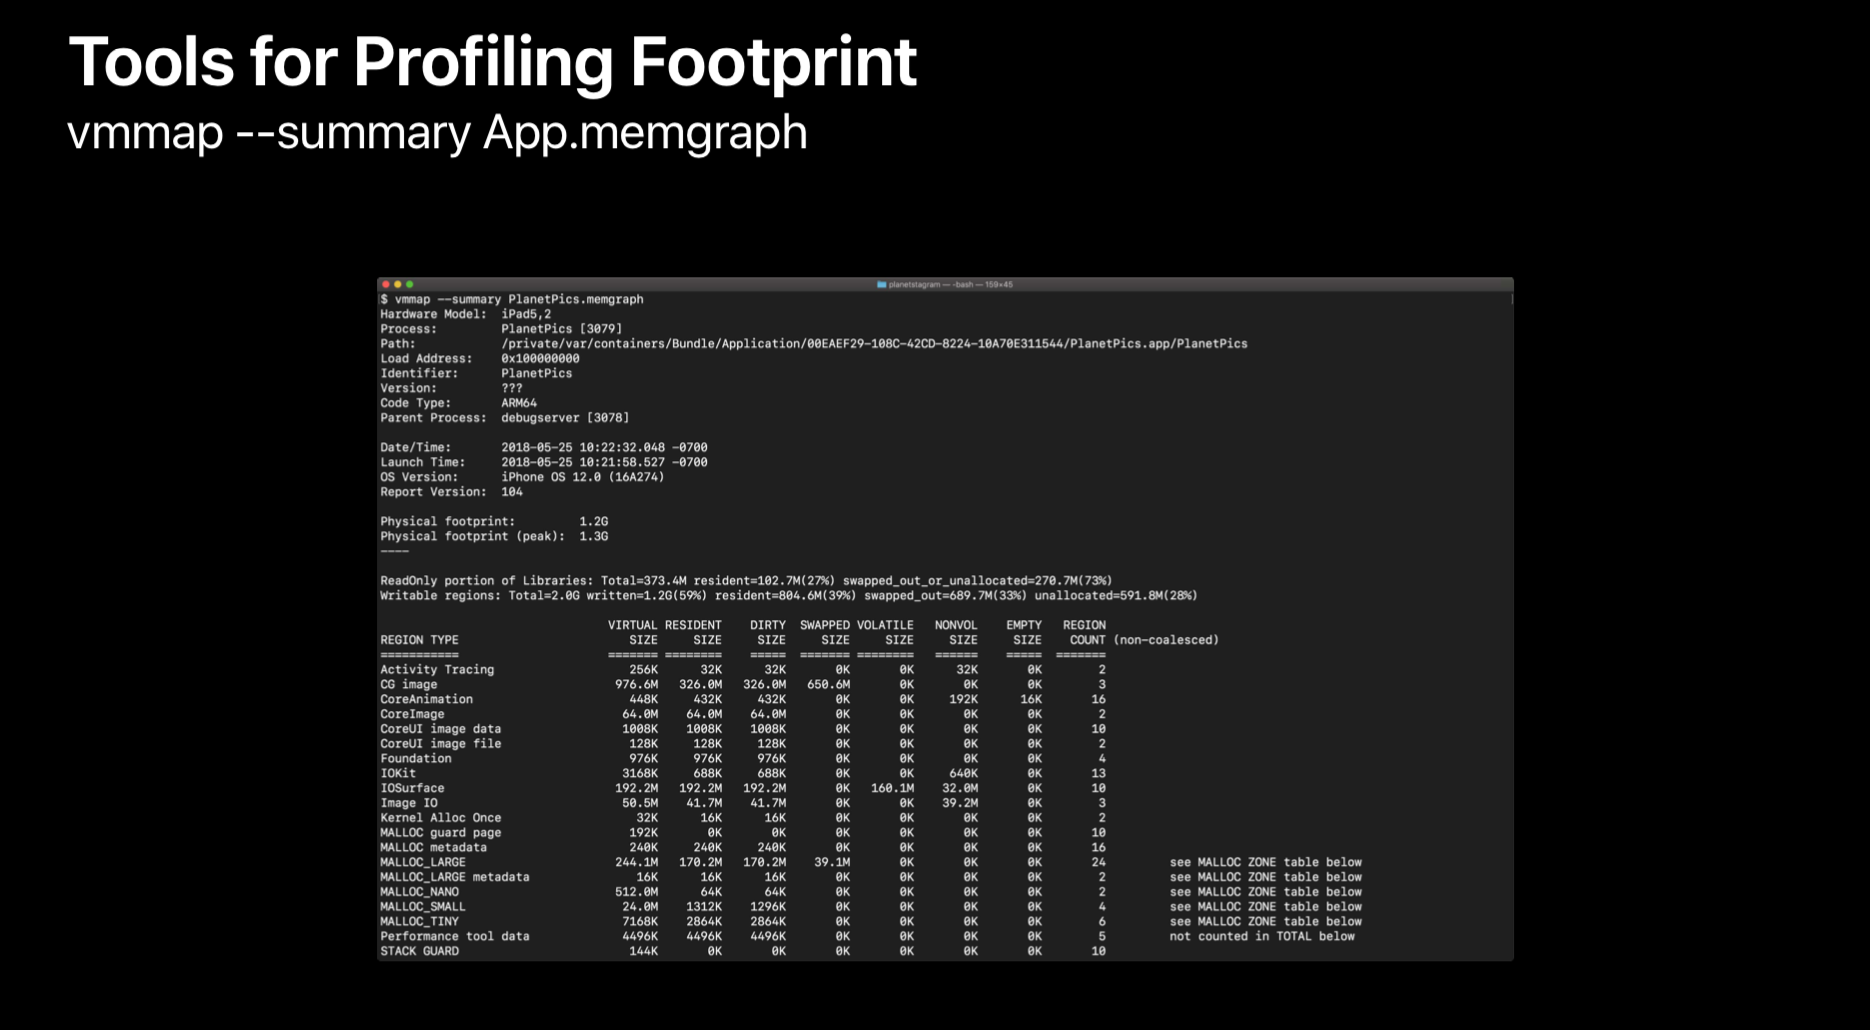 Tools for Profiling Footprint
vmmap --summary App.memgraph
planetstagram — -bash — 159×45
$ vmmap --summary PlanetPics.memgraph
Hardware Model:  iPad5,2
Process:         PlanetPics [3079]
Path:            /private/var/containers/Bundle/Application/00EAEF29-108C-42CD-8224-10A70E311544/PlanetPics.app/PlanetPics
Load Address:    0x100000000
Identifier:      PlanetPics
Version:         ???
Code Type:       ARM64
Parent Process:  debugserver [3078]
Date/Time:       2018-05-25 10:22:32.048 -0700
Launch Time:     2018-05-25 10:21:58.527 -0700
OS Version:      iPhone OS 12.0 (16A274)
Report Version:  104
Physical footprint:         1.2G
Physical footprint (peak):  1.3G
----
ReadOnly portion of Libraries: Total=373.4M resident=102.7M(27%) swapped_out_or_unallocated=270.7M(73%)
Writable regions: Total=2.0G written=1.2G(59%) resident=804.6M(39%) swapped_out=689.7M(33%) unallocated=591.8M(28%)
VIRTUAL RESIDENT DIRTY SWAPPED VOLATILE NONVOL EMPTY REGION
REGION TYPE SIZE SIZE SIZE SIZE SIZE SIZE SIZE COUNT (non-coalesced)
=========== ======= ======== ===== ======= ======== ====== ===== =======
Activity Tracing 256K 32K 32K 0K 0K 32K 0K 2
CG image 976.6M 326.0M 326.0M 650.6M 0K 0K 0K 3
CoreAnimation 448K 432K 432K 0K 0K 192K 16K 16
CoreImage 64.0M 64.0M 64.0M 0K 0K 0K 0K 2
CoreUI image data 1008K 1008K 1008K 0K 0K 0K 0K 10
CoreUI image file 128K 128K 128K 0K 0K 0K 0K 2
Foundation 976K 976K 976K 0K 0K 0K 0K 4
IOKit 3168K 688K 688K 0K 0K 640K 0K 13
IOSurface 192.2M 192.2M 192.2M 0K 160.1M 32.0M 0K 10
Image IO 50.5M 41.7M 41.7M 0K 0K 39.2M 0K 3
Kernel Alloc Once 32K 16K 16K 0K 0K 0K 0K 2
MALLOC guard page 192K 0K 0K 0K 0K 0K 0K 10
MALLOC metadata 240K 240K 240K 0K 0K 0K 0K 16
MALLOC_LARGE 244.1M 170.2M 170.2M 39.1M 0K 0K 0K 24 see MALLOC ZONE table below
MALLOC_LARGE metadata 16K 16K 16K 0K 0K 0K 0K 2 see MALLOC ZONE table below
MALLOC_NANO 512.0M 64K 64K 0K 0K 0K 0K 2 see MALLOC ZONE table below
MALLOC_SMALL 24.0M 1312K 1296K 0K 0K 0K 0K 4 see MALLOC ZONE table below
MALLOC_TINY 7168K 2864K 2864K 0K 0K 0K 0K 6 see MALLOC ZONE table below
Performance tool data 4496K 4496K 4496K 0K 0K 0K 0K 5 not counted in TOTAL below
STACK GUARD 144K 0K 0K 0K 0K 0K 0K 10